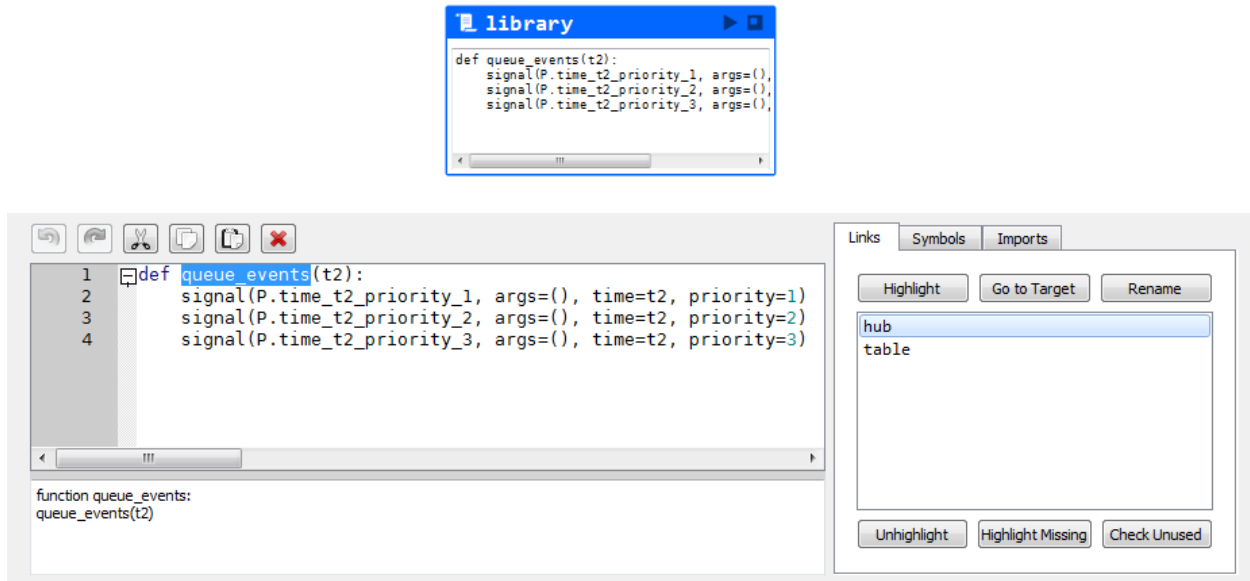 library
def queue_events(t2):
signal(P.time_t2_priority_1, args=(),
signal(P.time_t2_priority_2, args=(),
signal(P.time_t2_priority_3, args=(),
Links Symbols Imports
1 def queue_events(t2):
2 signal(P.time_t2_priority_1, args=(), time=t2, priority=1)
3 signal(P.time_t2_priority_2, args=(), time=t2, priority=2)
4 signal(P.time_t2_priority_3, args=(), time=t2, priority=3)
function queue_events:
queue_events(t2)
Highlight Go to Target Rename
hub
table
Unhighlight Highlight Missing Check Unused